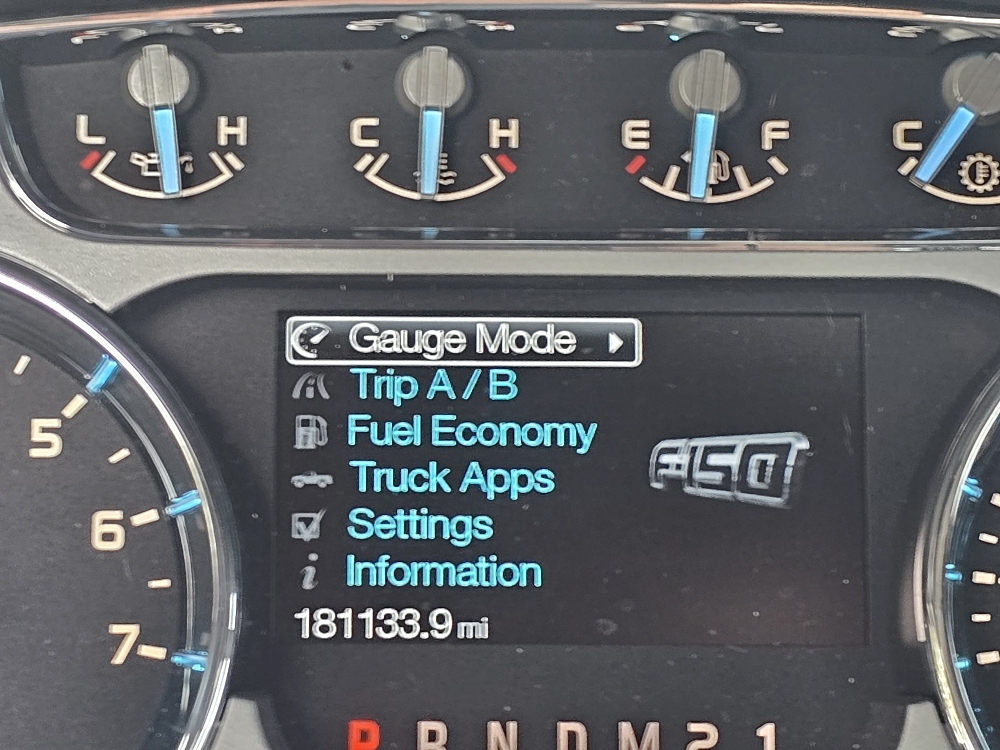 L H C H E F C
Gauge Mode
Trip A / B
Fuel Economy
F150
Truck Apps
5
Settings
6
Information
181133.9 mi
7
P R N D M 2 1